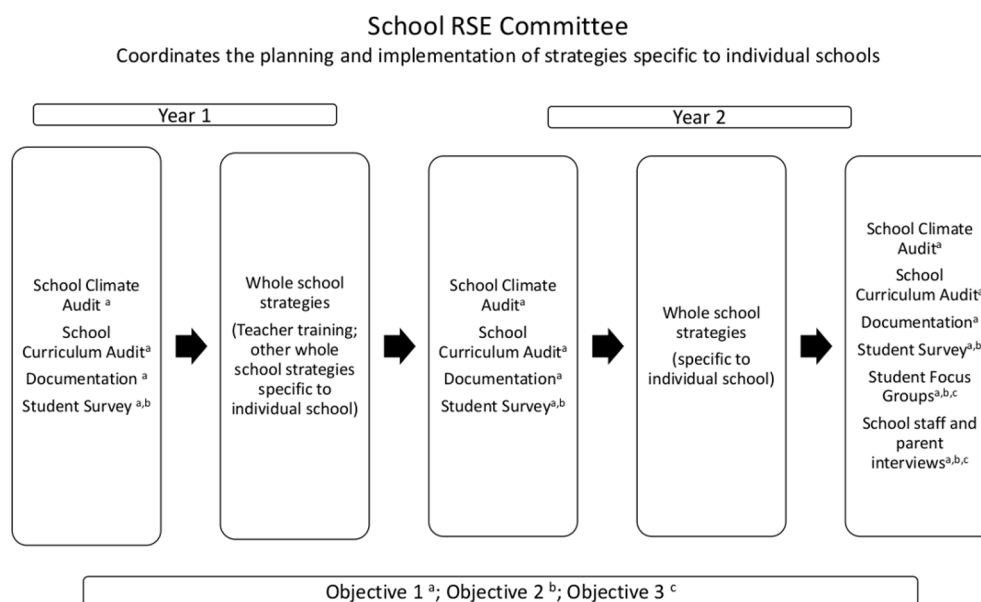 School RSE Committee
Coordinates the planning and implementation of strategies specific to individual schools
Year 1
Year 2
School Climate
Audit ᵃ
School
Curriculum Auditᵃ
Documentation ᵃ
Student Survey ᵃ,ᵇ
Whole school
strategies
(Teacher training;
other whole
school strategies
specific to
individual school)
School Climate
Auditᵃ
School
Curriculum Auditᵃ
Documentationᵃ
Student Surveyᵃ,ᵇ
Whole school
strategies
(specific to
individual school)
School Climate
Auditᵃ
School
Curriculum Auditᵃ
Documentationᵃ
Student Surveyᵃ,ᵇ
Student Focus
Groupsᵃ,ᵇ,ᶜ
School staff and
parent
interviewsᵃ,ᵇ,ᶜ
Objective 1 ᵃ; Objective 2 ᵇ; Objective 3 ᶜ